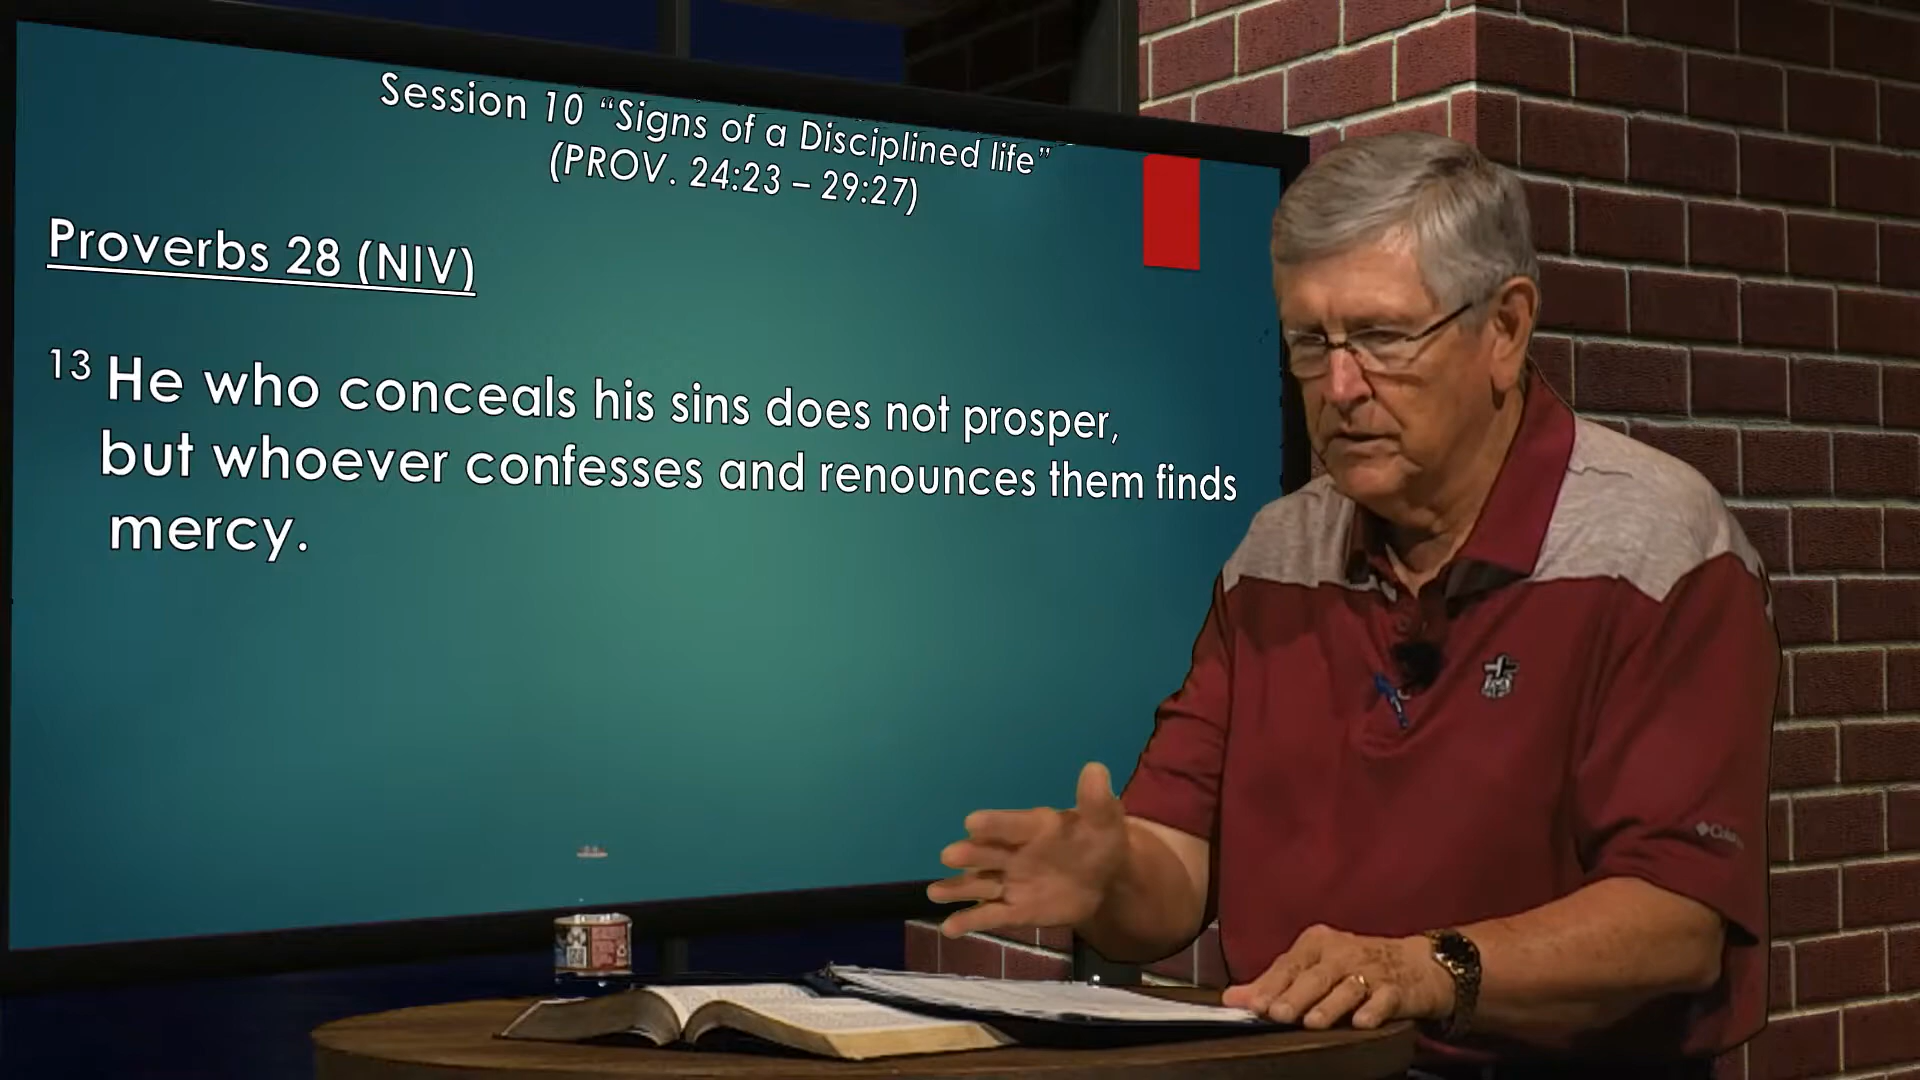 Session 10 “Signs of a Disciplined life”
(PROV. 24:23 – 29:27)
Proverbs 28 (NIV)
13 He who conceals his sins does not prosper,
but whoever confesses and renounces them finds
mercy.